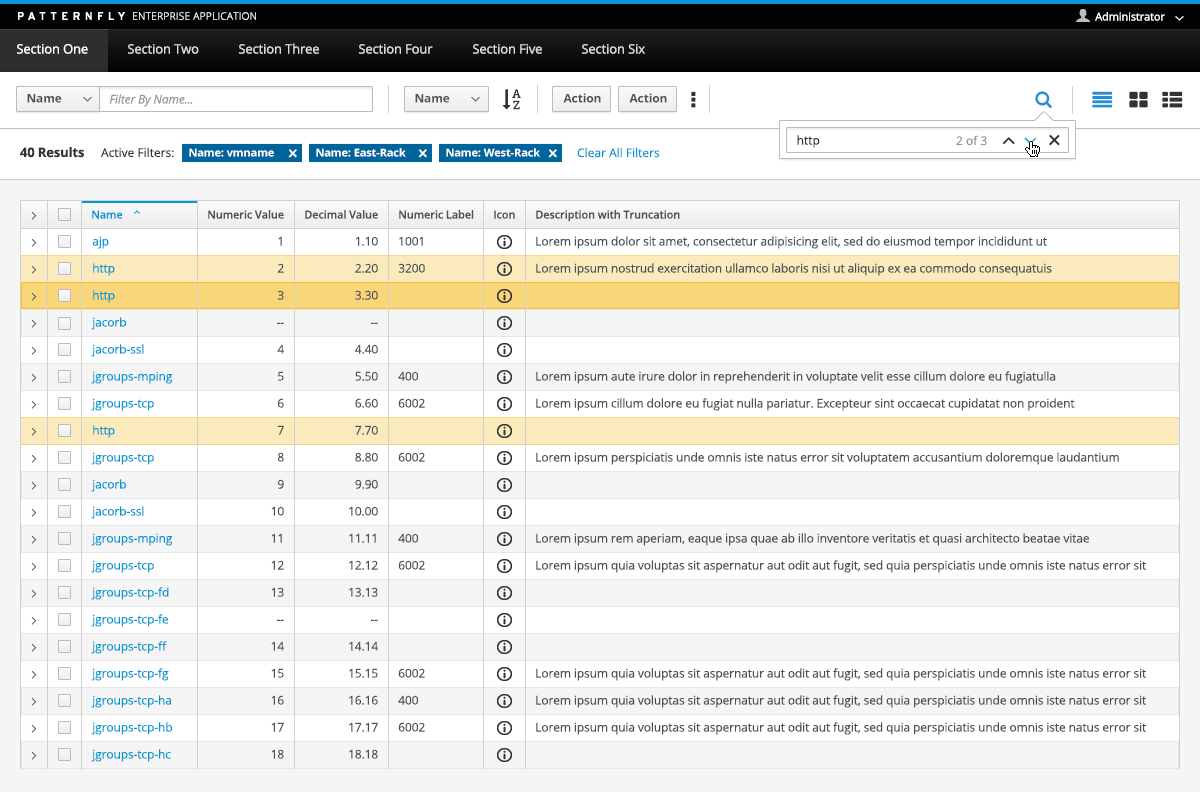 PATTERNFLY ENTERPRISE APPLICATION Administrator
Section One Section Two Section Three Section Four Section Five Section Six
Name Filter By Name... Name A Z Action Action
http 2 of 3
40 Results Active Filters: Name: vmname Name: East-Rack Name: West-Rack Clear All Filters
Name Numeric Value Decimal Value Numeric Label Icon Description with Truncation
ajp 1 1.10 1001 Lorem ipsum dolor sit amet, consectetur adipisicing elit, sed do eiusmod tempor incididunt ut
http 2 2.20 3200 Lorem ipsum nostrud exercitation ullamco laboris nisi ut aliquip ex ea commodo consequatuis
http 3 3.30
jacorb -- --
jacorb-ssl 4 4.40
jgroups-mping 5 5.50 400 Lorem ipsum aute irure dolor in reprehenderit in voluptate velit esse cillum dolore eu fugiatulla
jgroups-tcp 6 6.60 6002 Lorem ipsum cillum dolore eu fugiat nulla pariatur. Excepteur sint occaecat cupidatat non proident
http 7 7.70
jgroups-tcp 8 8.80 6002 Lorem ipsum perspiciatis unde omnis iste natus error sit voluptatem accusantium doloremque laudantium
jacorb 9 9.90
jacorb-ssl 10 10.00
jgroups-mping 11 11.11 400 Lorem ipsum rem aperiam, eaque ipsa quae ab illo inventore veritatis et quasi architecto beatae vitae
jgroups-tcp 12 12.12 6002 Lorem ipsum quia voluptas sit aspernatur aut odit aut fugit, sed quia perspiciatis unde omnis iste natus error sit
jgroups-tcp-fd 13 13.13
jgroups-tcp-fe -- --
jgroups-tcp-ff 14 14.14
jgroups-tcp-fg 15 15.15 6002 Lorem ipsum quia voluptas sit aspernatur aut odit aut fugit, sed quia perspiciatis unde omnis iste natus error sit
jgroups-tcp-ha 16 16.16 400 Lorem ipsum quia voluptas sit aspernatur aut odit aut fugit, sed quia perspiciatis unde omnis iste natus error sit
jgroups-tcp-hb 17 17.17 6002 Lorem ipsum quia voluptas sit aspernatur aut odit aut fugit, sed quia perspiciatis unde omnis iste natus error sit
jgroups-tcp-hc 18 18.18